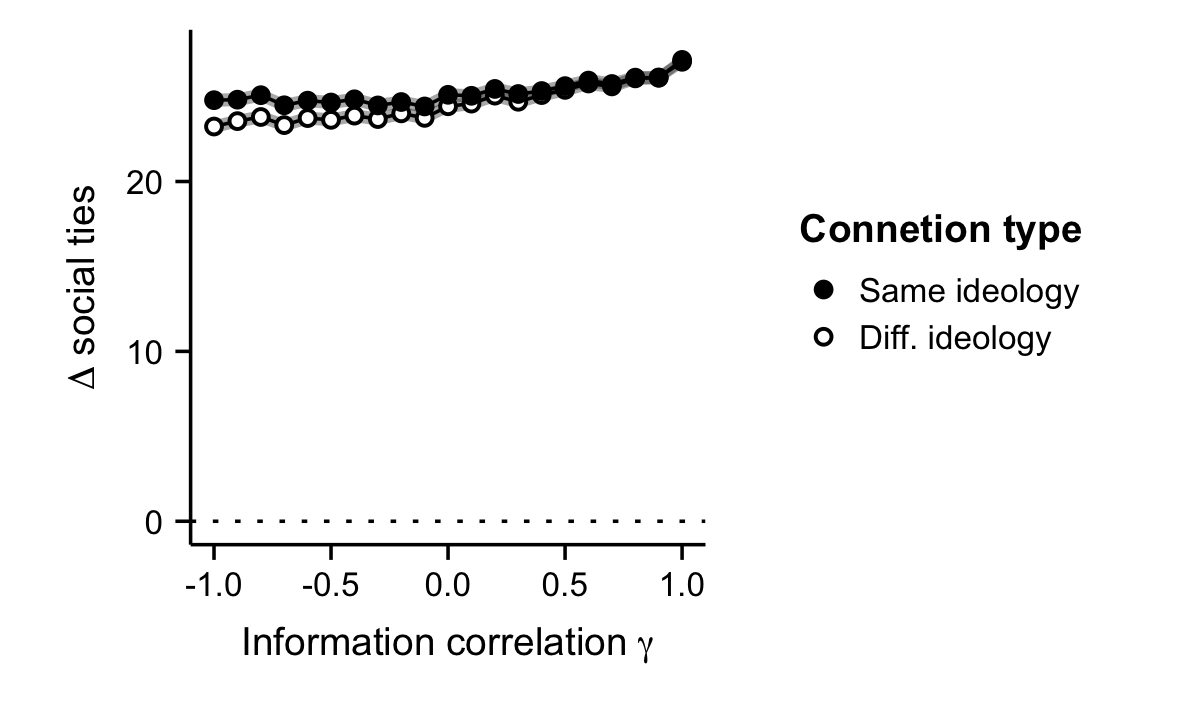 Δ social ties
20
10
0
-1.0 -0.5 0.0 0.5 1.0
Information correlation γ
Connetion type
Same ideology
Diff. ideology